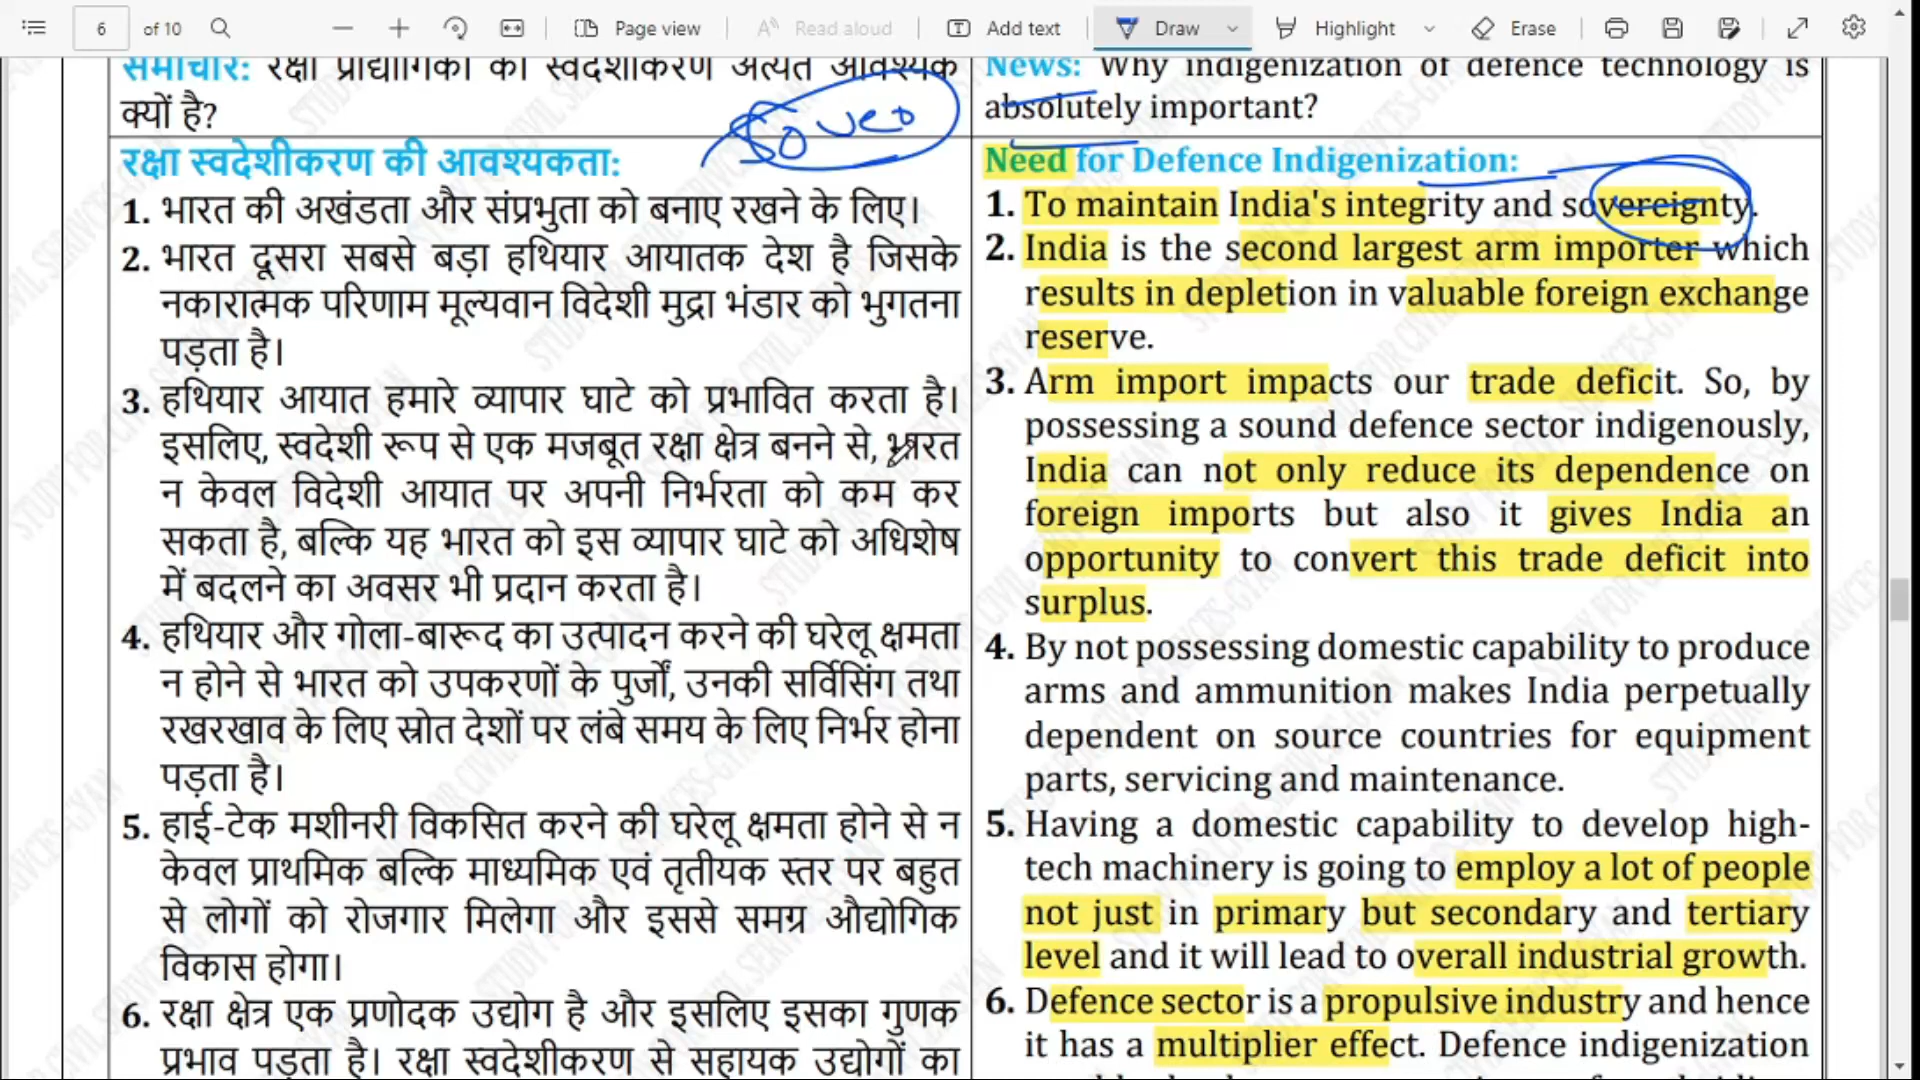 6 of 10 Page view Read aloud Add text Draw Highlight Erase
समाचार: रक्षा प्रौद्योगिकी का स्वदेशीकरण अत्यंत आवश्यक
क्यों है?
रक्षा स्वदेशीकरण की आवश्यकता:
1. भारत की अखंडता और संप्रभुता को बनाए रखने के लिए।
2. भारत दूसरा सबसे बड़ा हथियार आयातक देश है जिसके
नकारात्मक परिणाम मूल्यवान विदेशी मुद्रा भंडार को भुगतना
पड़ता है।
3. हथियार आयात हमारे व्यापार घाटे को प्रभावित करता है।
इसलिए, स्वदेशी रूप से एक मजबूत रक्षा क्षेत्र बनने से, भारत
न केवल विदेशी आयात पर अपनी निर्भरता को कम कर
सकता है, बल्कि यह भारत को इस व्यापार घाटे को अधिशेष
में बदलने का अवसर भी प्रदान करता है।
4. हथियार और गोला-बारूद का उत्पादन करने की घरेलू क्षमता
न होने से भारत को उपकरणों के पुर्जों, उनकी सर्विसिंग तथा
रखरखाव के लिए स्रोत देशों पर लंबे समय के लिए निर्भर होना
पड़ता है।
5. हाई-टेक मशीनरी विकसित करने की घरेलू क्षमता होने से न
केवल प्राथमिक बल्कि माध्यमिक एवं तृतीयक स्तर पर बहुत
से लोगों को रोजगार मिलेगा और इससे समग्र औद्योगिक
विकास होगा।
6. रक्षा क्षेत्र एक प्रणोदक उद्योग है और इसलिए इसका गुणक
प्रभाव पड़ता है। रक्षा स्वदेशीकरण से सहायक उद्योगों का
News: Why indigenization of defence technology is
absolutely important?
Need for Defence Indigenization:
1. To maintain India's integrity and sovereignty.
2. India is the second largest arm importer which
results in depletion in valuable foreign exchange
reserve.
3. Arm import impacts our trade deficit. So, by
possessing a sound defence sector indigenously,
India can not only reduce its dependence on
foreign imports but also it gives India an
opportunity to convert this trade deficit into
surplus.
4. By not possessing domestic capability to produce
arms and ammunition makes India perpetually
dependent on source countries for equipment
parts, servicing and maintenance.
5. Having a domestic capability to develop high-
tech machinery is going to employ a lot of people
not just in primary but secondary and tertiary
level and it will lead to overall industrial growth.
6. Defence sector is a propulsive industry and hence
it has a multiplier effect. Defence indigenization